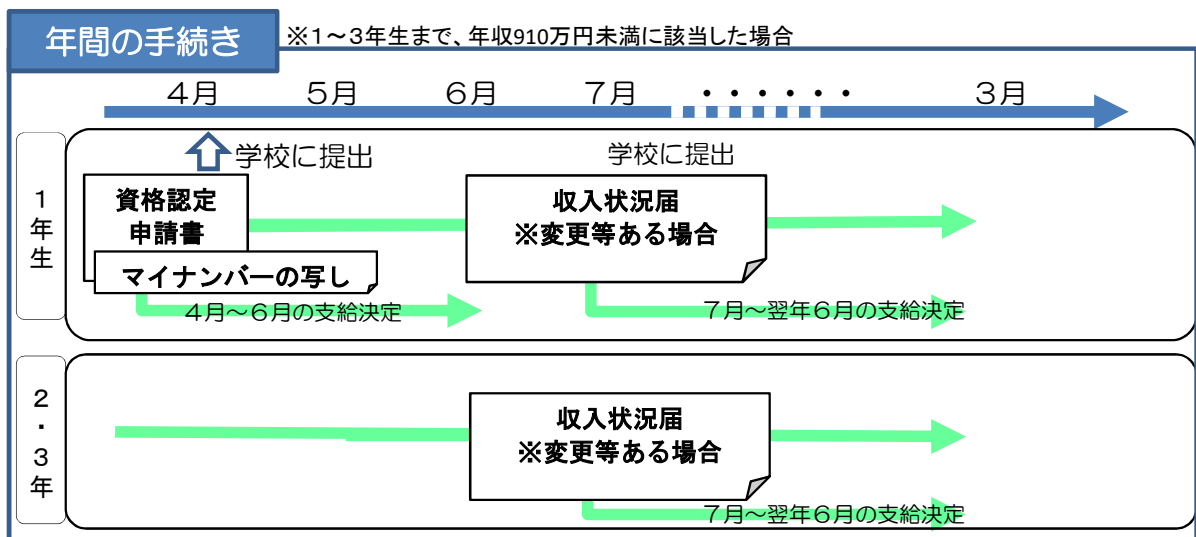 年間の手続き
※１～３年生まで、年収910万円未満に該当した場合
４月 ５月 ６月 ７月 ・・・・・・ ３月
１年生
学校に提出
学校に提出
資格認定
申請書
マイナンバーの写し
収入状況届
※変更等ある場合
４月～６月の支給決定
７月～翌年６月の支給決定
２・３年
収入状況届
※変更等ある場合
７月～翌年６月の支給決定